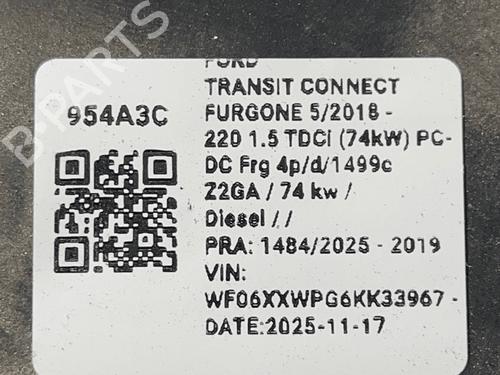 B-PARTS
954A3C
FORD
TRANSIT CONNECT
FURGONE 5/2018 -
220 1.5 TDCi (74kW) PC-
DC Frg 4p/d/1499c
Z2GA / 74 kw /
Diesel / /
PRA: 1484/2025 - 2019
VIN:
WF06XXWPG6KK33967 -
DATE:2025-11-17